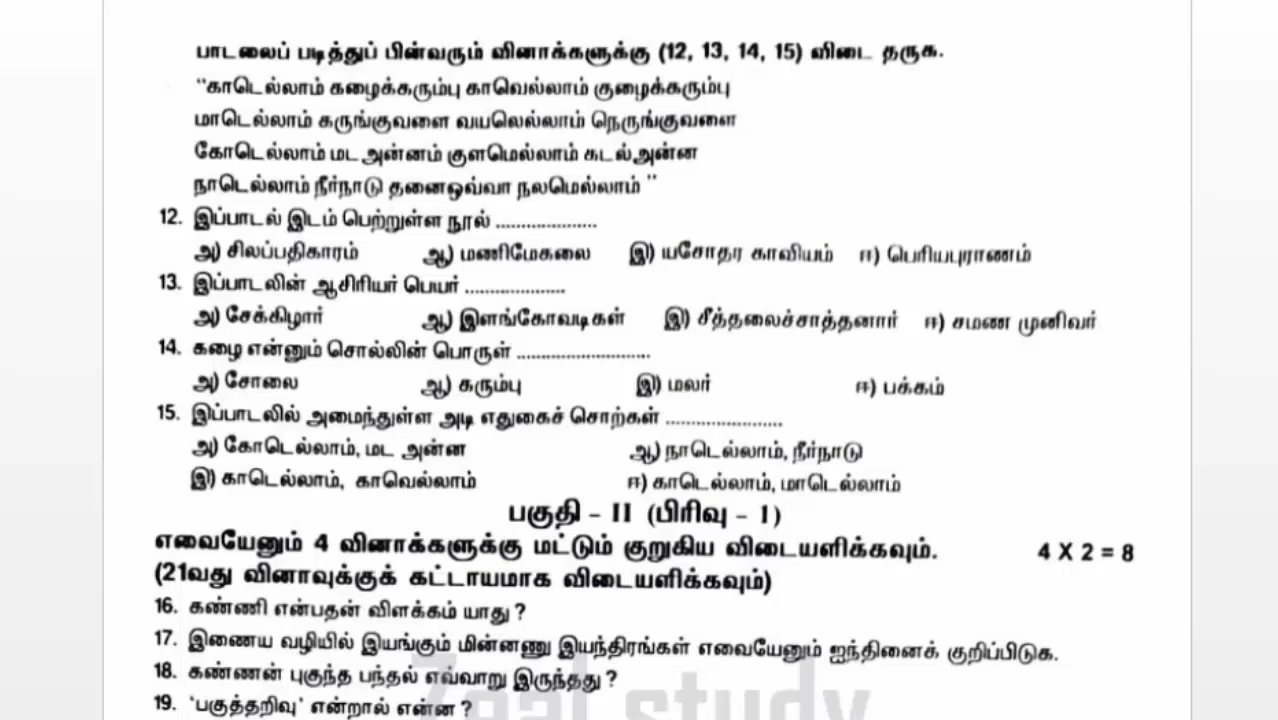 பாடலைப் படித்துப் பின்வரும் வினாக்களுக்கு (12, 13, 14, 15) விடை தருக.
“காடெல்லாம் கழைக்கரும்பு காவெல்லாம் குழைக்கரும்பு
மாடெல்லாம் கருங்குவளை வயலெல்லாம் நெருங்குவளை
கோடெல்லாம் மட அன்னம் குளமெல்லாம் கடல்அன்ன
நாடெல்லாம் நீர்நாடு தனைஒவ்வா நலமெல்லாம் ”
12. இப்பாடல் இடம் பெற்றுள்ள நூல் ....................
அ) சிலப்பதிகாரம் ஆ) மணிமேகலை இ) யசோதர காவியம் ஈ) பெரியபுராணம்
13. இப்பாடலின் ஆசிரியர் பெயர் ....................
அ) சேக்கிழார் ஆ) இளங்கோவடிகள் இ) சீத்தலைச்சாத்தனார் ஈ) சமண முனிவர்
14. கழை என்னும் சொல்லின் பொருள் ...........................
அ) சோலை ஆ) கரும்பு இ) மலர் ஈ) பக்கம்
15. இப்பாடலில் அமைந்துள்ள அடி எதுகைச் சொற்கள் .......................
அ) கோடெல்லாம், மட அன்ன ஆ) நாடெல்லாம், நீர்நாடு
இ) காடெல்லாம், காவெல்லாம் ஈ) காடெல்லாம், மாடெல்லாம்
பகுதி - II (பிரிவு - 1)
எவையேனும் 4 வினாக்களுக்கு மட்டும் குறுகிய விடையளிக்கவும். 4 X 2 = 8
(21வது வினாவுக்குக் கட்டாயமாக விடையளிக்கவும்)
16. கண்ணி என்பதன் விளக்கம் யாது ?
17. இணைய வழியில் இயங்கும் மின்னணு இயந்திரங்கள் எவையேனும் ஐந்தினைக் குறிப்பிடுக.
18. கண்ணன் புகுந்த பந்தல் எவ்வாறு இருந்தது ?
19. ‘பகுத்தறிவு’ என்றால் என்ன ?
Zeal study